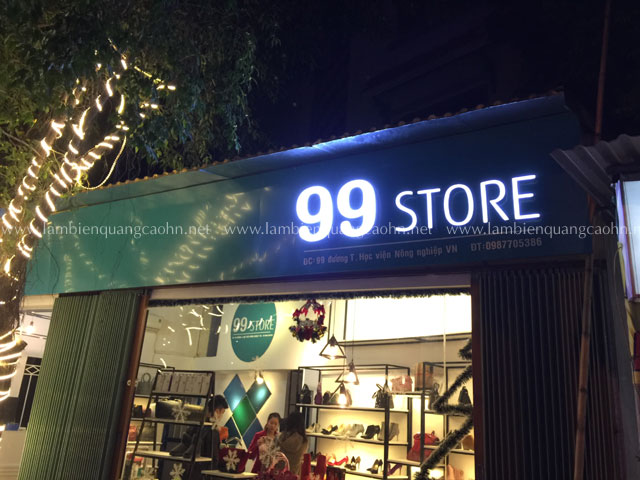 99 STORE
www.lambienquangcaohn.net . www.lambienquangcaohn.net . www.lambienquangcaohn.net
ĐC: 99 đường T. Học viện Nông nghiệp VN ĐT:0987705386
99 STORE